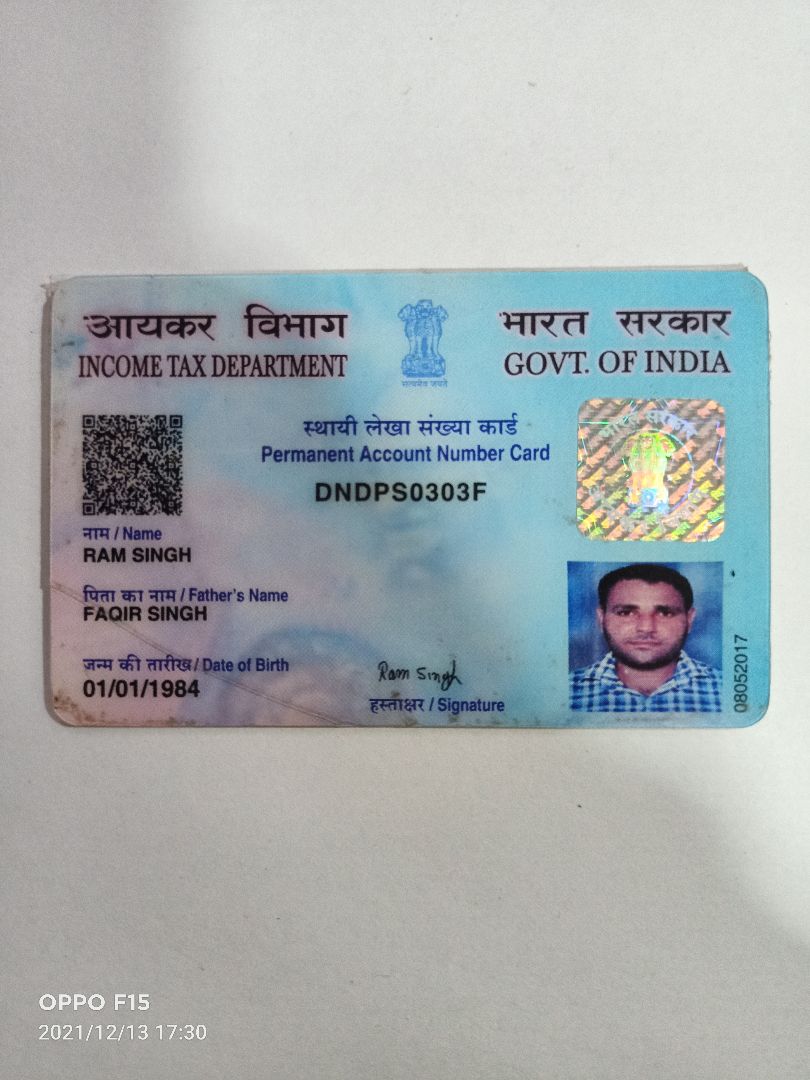 आयकर विभाग
INCOME TAX DEPARTMENT
सत्यमेव जयते
भारत सरकार
GOVT. OF INDIA
स्थायी लेखा संख्या कार्ड
Permanent Account Number Card
DNDPS0303F
नाम / Name
RAM SINGH
पिता का नाम / Father's Name
FAQIR SINGH
जन्म की तारीख / Date of Birth
01/01/1984
Ram Singh
हस्ताक्षर / Signature
08052017
OPPO F15
2021/12/13 17:30